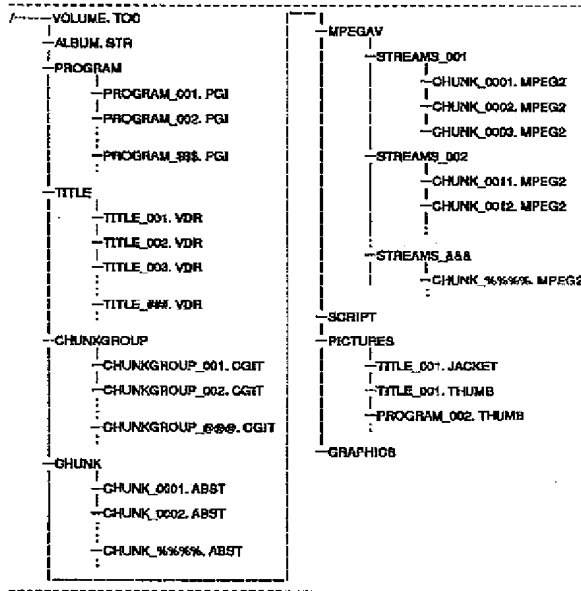 /
VOLUME. TOC
ALBUM. STR
PROGRAM
PROGRAM_001. PGI
PROGRAM_002. PGI
PROGRAM_$$$. PGI
TITLE
TITLE_001. VDR
TITLE_002. VDR
TITLE_003. VDR
TITLE_###. VDR
CHUNKGROUP
CHUNKGROUP_001. CGIT
CHUNKGROUP_002. CGIT
CHUNKGROUP_@@@. CGIT
CHUNK
CHUNK_0001. ABST
CHUNK_0002. ABST
CHUNK_%%%%. ABST
MPEGAV
STREAMS_001
CHUNK_0001. MPEG2
CHUNK_0002. MPEG2
CHUNK_0003. MPEG2
STREAMS_002
CHUNK_0011. MPEG2
CHUNK_0012. MPEG2
STREAMS_&&&
CHUNK_%%%%. MPEG2
SCRIPT
PICTURES
TITLE_001. JACKET
TITLE_001. THUMB
PROGRAM_002. THUMB
GRAPHICS